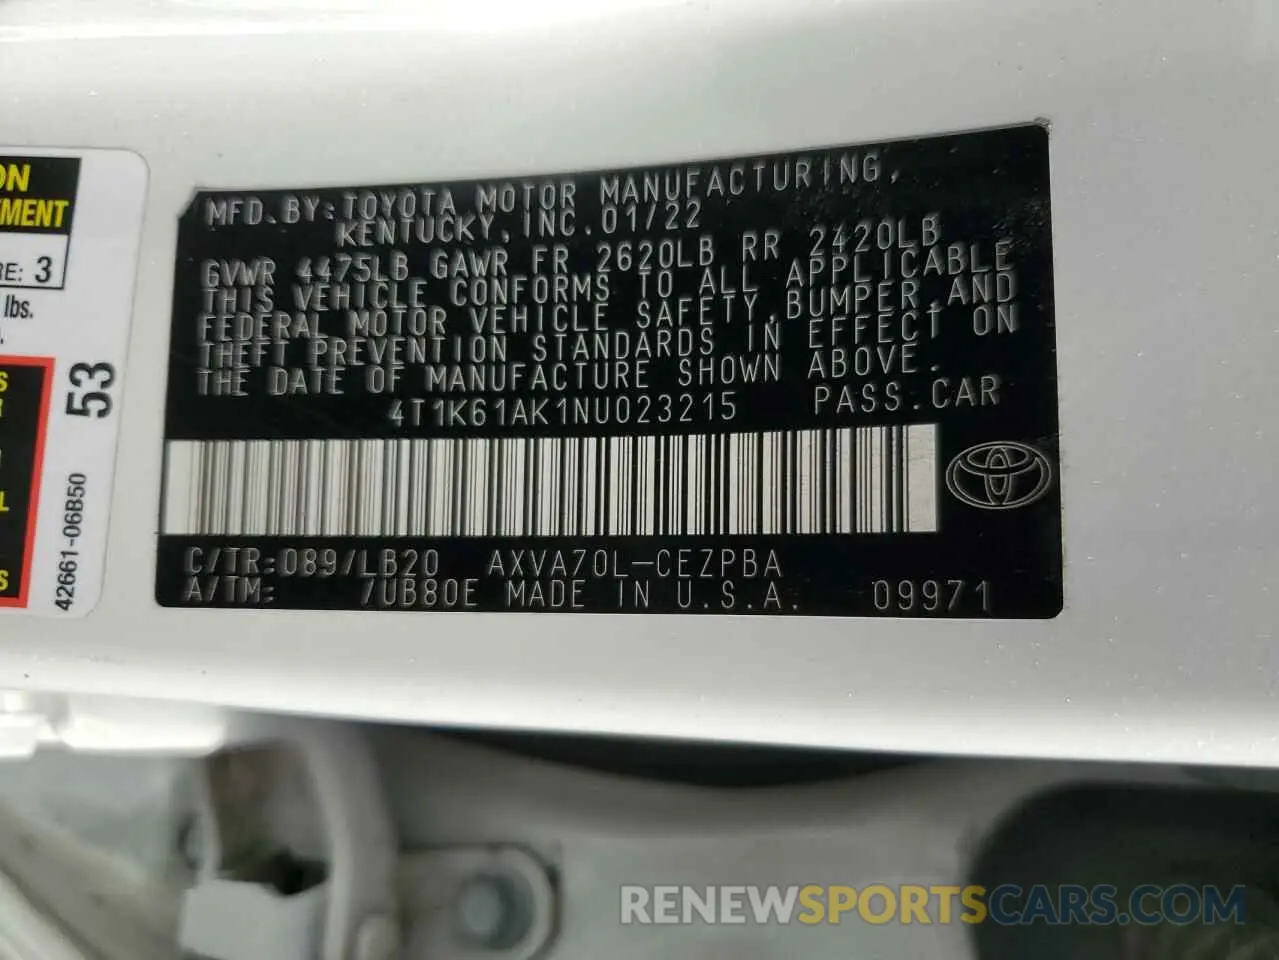 ON
TMENT
RE: 3
lbs.
53
42661-06B50
S
R
L
S
MFD. BY: TOYOTA MOTOR MANUFACTURING,
KENTUCKY, INC. 01/22
GVWR 4475LB GAWR FR 2620LB RR 2420LB
THIS VEHICLE CONFORMS TO ALL APPLICABLE
FEDERAL MOTOR VEHICLE SAFETY, BUMPER, AND
THEFT PREVENTION STANDARDS IN EFFECT ON
THE DATE OF MANUFACTURE SHOWN ABOVE.
4T1K61AK1NU023215 PASS. CAR
C/TR: 089/LB20 AXVA70L-CEZPBA
A/TM: /UB80E MADE IN U.S.A. 09971
RENEWSPORTSCARS.COM